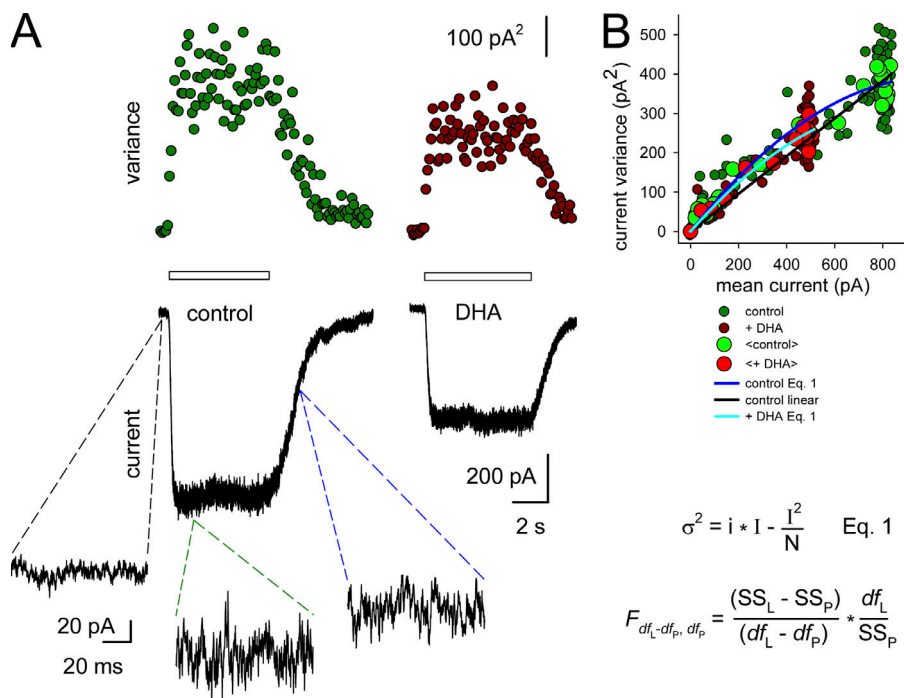 A
100 pA²
variance
control
DHA
current
200 pA
2 s
20 pA
20 ms
B
500
400
300
200
100
0
current variance (pA²)
0 200 400 600 800
mean current (pA)
control
+ DHA
<control>
<+ DHA>
control Eq. 1
control linear
+ DHA Eq. 1
σ² = i * I - I²/N Eq. 1
F df_L-df_P, df_P = (SS_L - SS_P)/(df_L - df_P) * df_L/SS_P